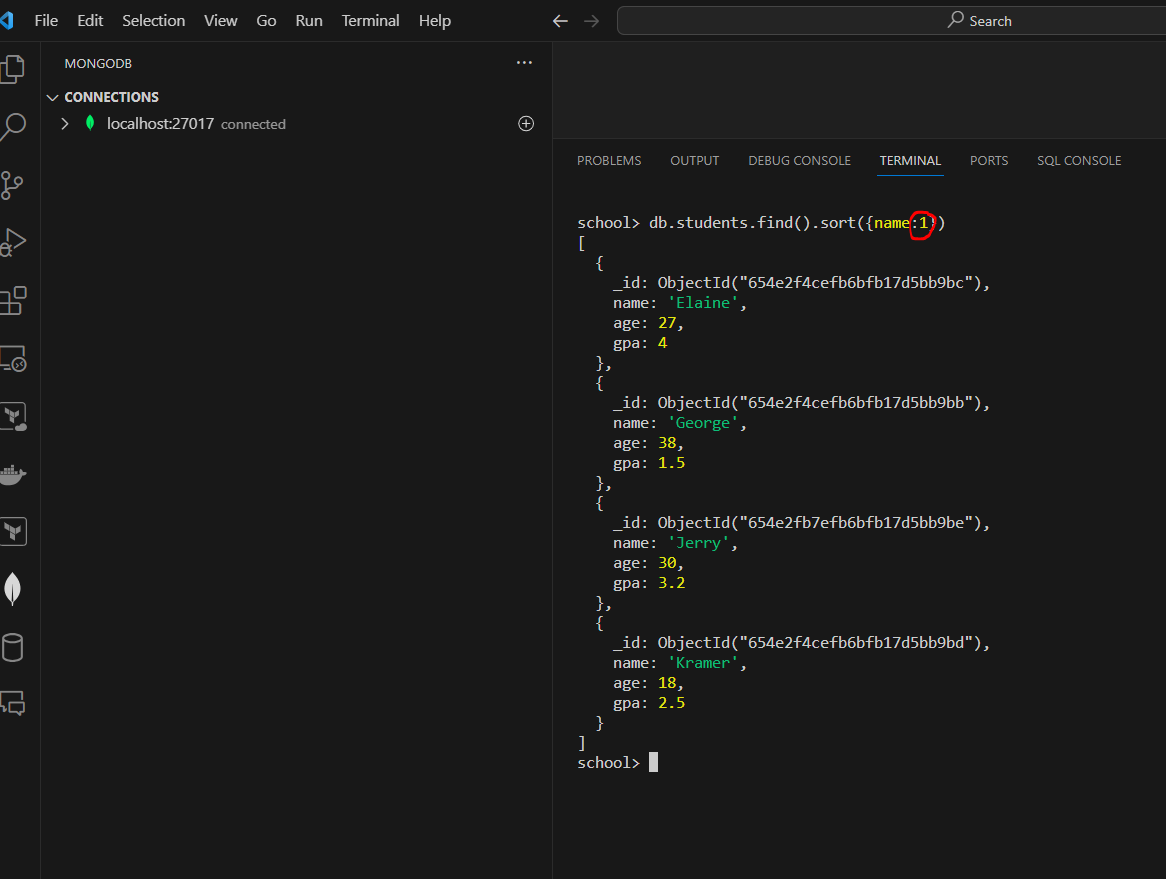 File Edit Selection View Go Run Terminal Help
Search
MONGODB
CONNECTIONS
localhost:27017 connected
PROBLEMS OUTPUT DEBUG CONSOLE TERMINAL PORTS SQL CONSOLE
school> db.students.find().sort({name:1})
[
  {
    _id: ObjectId("654e2f4cefb6bfb17d5bb9bc"),
    name: 'Elaine',
    age: 27,
    gpa: 4
  },
  {
    _id: ObjectId("654e2f4cefb6bfb17d5bb9bb"),
    name: 'George',
    age: 38,
    gpa: 1.5
  },
  {
    _id: ObjectId("654e2fb7efb6bfb17d5bb9be"),
    name: 'Jerry',
    age: 30,
    gpa: 3.2
  },
  {
    _id: ObjectId("654e2f4cefb6bfb17d5bb9bd"),
    name: 'Kramer',
    age: 18,
    gpa: 2.5
  }
]
school>